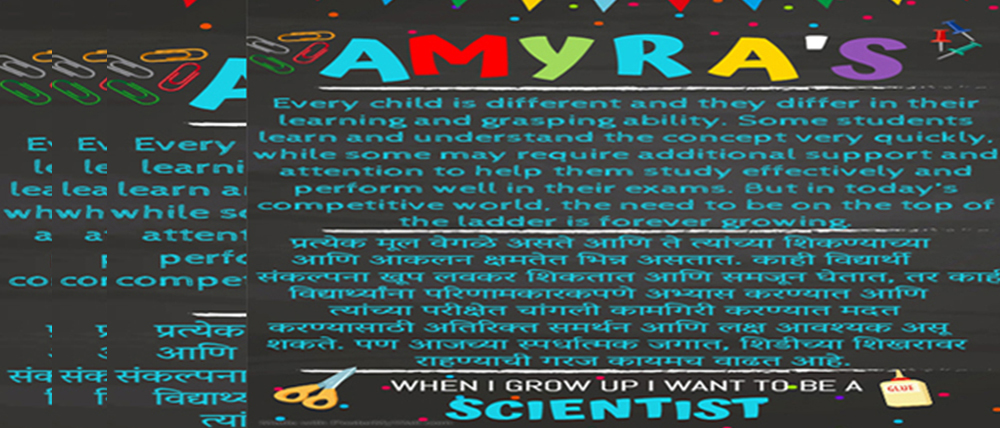 AMYRA'S
Every child is different and they differ in their
learning and grasping ability. Some students
learn and understand the concept very quickly,
while some may require additional support and
attention to help them study effectively and
perform well in their exams. But in today's
competitive world, the need to be on the top of
the ladder is forever growing.
प्रत्येक मूल वेगळे असते आणि ते त्यांच्या शिकण्याच्या
आणि आकलन क्षमतेत भिन्न असतात. काही विद्यार्थी
संकल्पना खूप लवकर शिकतात आणि समजून घेतात, तर काही
विद्यार्थ्यांना परिणामकारकपणे अभ्यास करण्यात आणि
त्यांच्या परीक्षेत चांगली कामगिरी करण्यात मदत
करण्यासाठी अतिरिक्त समर्थन आणि लक्ष आवश्यक असू
शकते. पण आजच्या स्पर्धात्मक जगात, शिडीच्या शिखरावर
राहण्याची गरज कायमच वाढत आहे.
WHEN I GROW UP I WANT TO BE A
SCIENTIST
GLUE